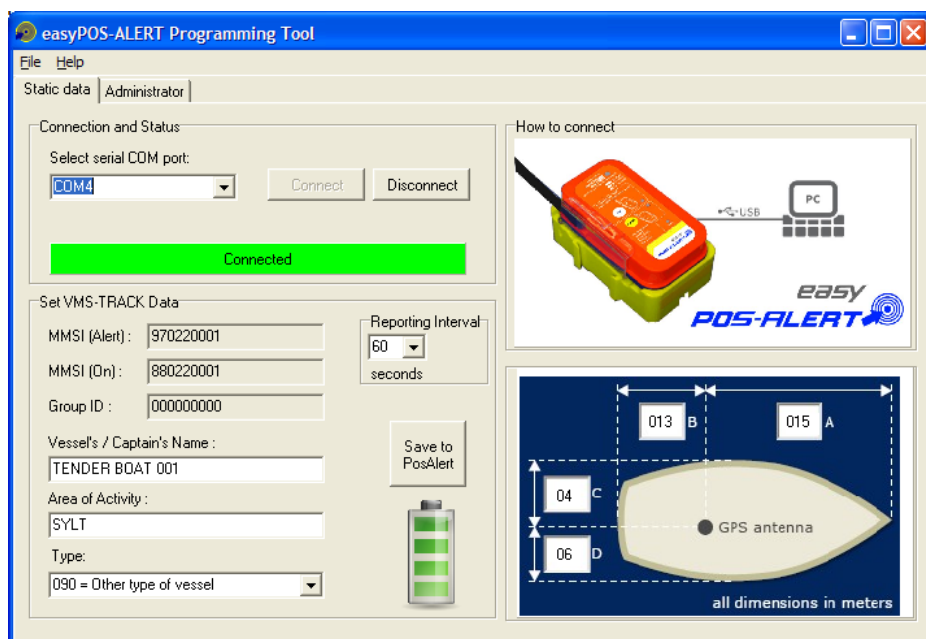 easyPOS-ALERT Programming Tool
File Help
Static data Administrator
Connection and Status
Select serial COM port:
COM4 Connect Disconnect
Connected
Set VMS-TRACK Data
MMSI (Alert) : 970220001
MMSI (On) : 880220001
Group ID : 000000000
Reporting Interval
60
seconds
Vessel's / Captain's Name :
TENDER BOAT 001
Save to
PosAlert
Area of Activity :
SYLT
Type:
090 = Other type of vessel
How to connect
USB
PC
easy
POS-ALERT
013 B 015 A
04 C
GPS antenna
06 D
all dimensions in meters